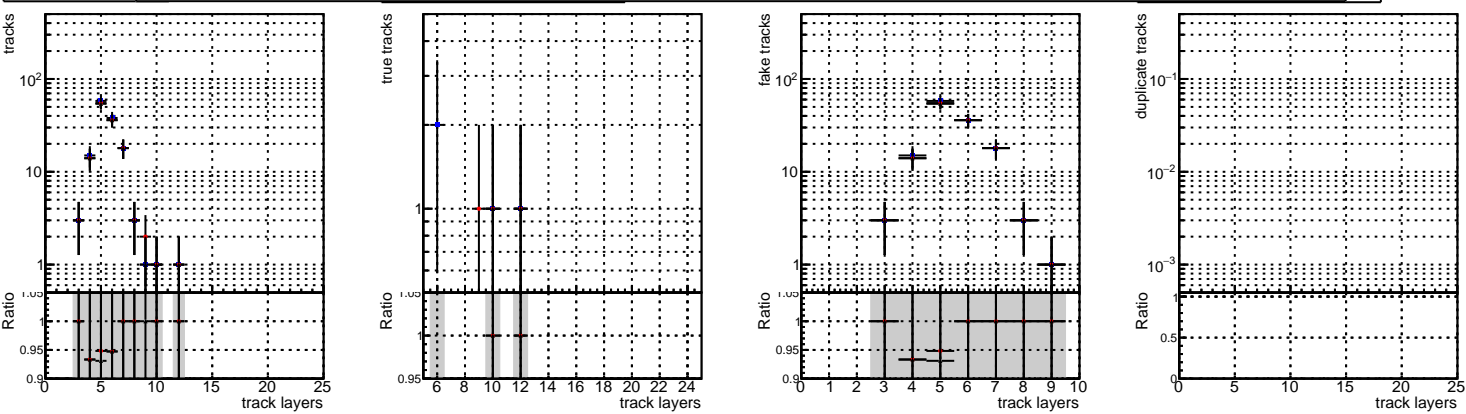 tracks
10²
10
1
Ratio
1.05
1
0.95
0.9
0 5 10 15 20 25
track layers
true tracks
1
Ratio
1.05
1
0.95
6 8 10 12 14 16 18 20 22 24
track layers
fake tracks
10²
10
1
Ratio
1.05
1
0.95
0.9
0 1 2 3 4 5 6 7 8 9 10
track layers
duplicate tracks
10⁻¹
10⁻²
10⁻³
Ratio
1
0.5
0
0 5 10 15 20 25
track layers